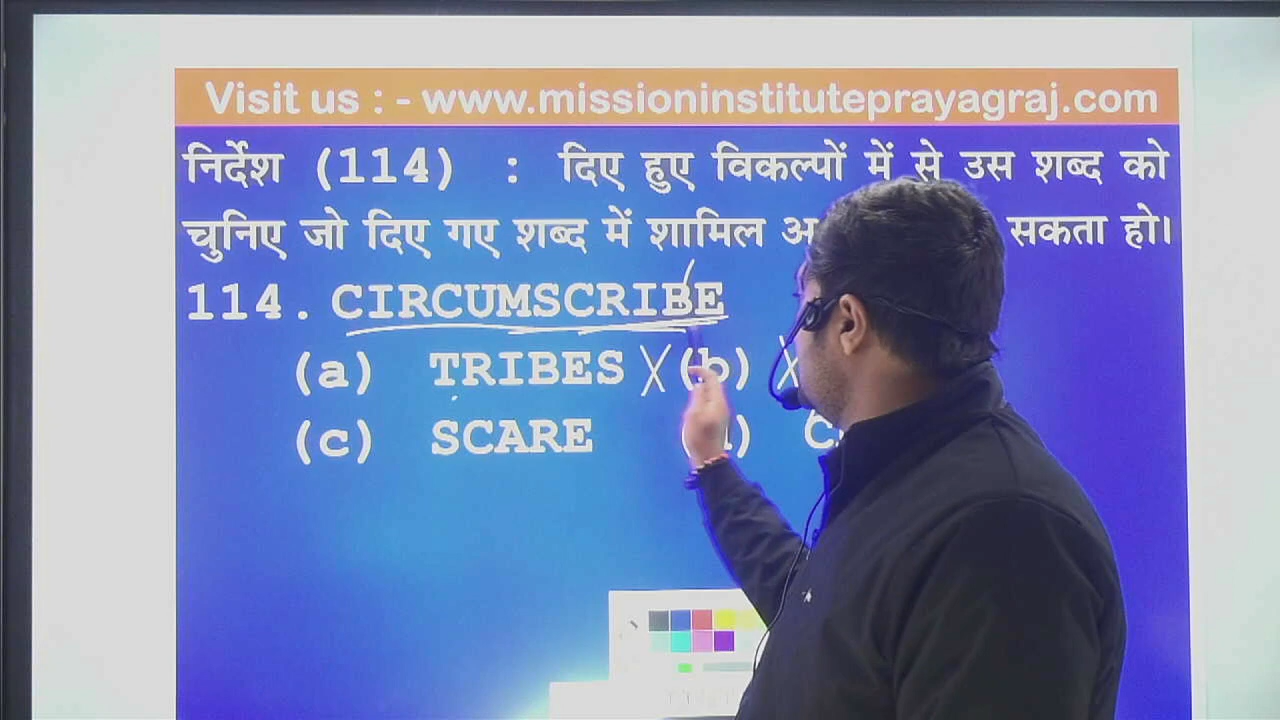 Visit us : - www.missioninstituteprayagraj.com
निर्देश (114) : दिए हुए विकल्पों में से उस शब्द को
चुनिए जो दिए गए शब्द में शामिल सकता हो।
114. CIRCUMSCRIBE
(a) TRIBES (b)
(c) SCARE